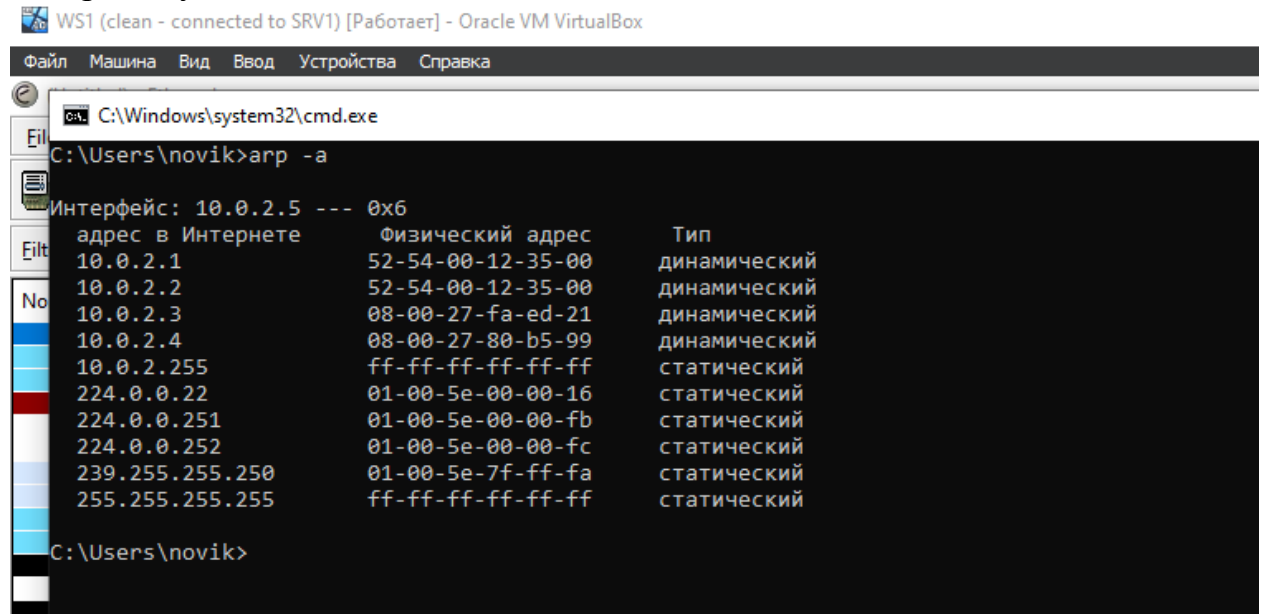 WS1 (clean - connected to SRV1) [Работает] - Oracle VM VirtualBox
Файл Машина Вид Ввод Устройства Справка
C:\Windows\system32\cmd.exe
C:\Users\novik>arp -a
Интерфейс: 10.0.2.5 --- 0x6
адрес в Интернете Физический адрес Тип
10.0.2.1 52-54-00-12-35-00 динамический
10.0.2.2 52-54-00-12-35-00 динамический
10.0.2.3 08-00-27-fa-ed-21 динамический
10.0.2.4 08-00-27-80-b5-99 динамический
10.0.2.255 ff-ff-ff-ff-ff-ff статический
224.0.0.22 01-00-5e-00-00-16 статический
224.0.0.251 01-00-5e-00-00-fb статический
224.0.0.252 01-00-5e-00-00-fc статический
239.255.255.250 01-00-5e-7f-ff-fa статический
255.255.255.255 ff-ff-ff-ff-ff-ff статический
C:\Users\novik>
Fil
Filt
No